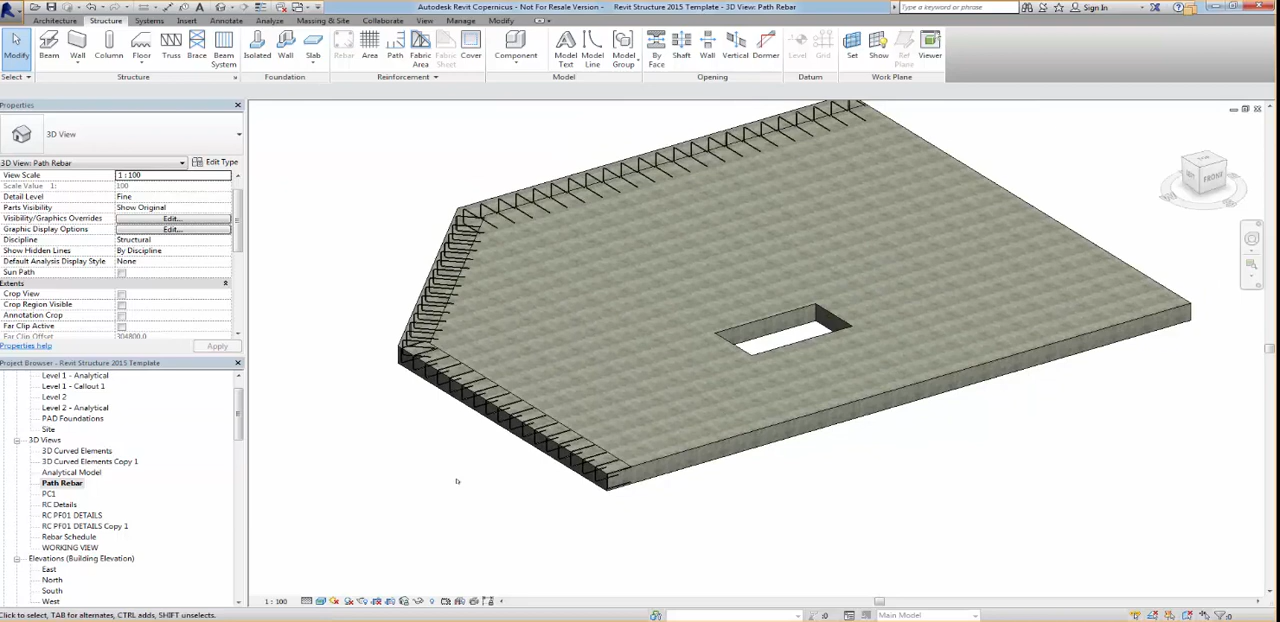 Autodesk Revit Copernicus - Not For Resale Version - Revit Structure 2015 Template - 3D View: Path Rebar
Type a keyword or phrase
Sign In
Architecture Structure Systems Insert Annotate Analyze Massing & Site Collaborate View Manage Modify
Modify Beam Wall Column Floor Truss Brace Beam System Isolated Wall Slab Rebar Area Path Fabric Area Fabric Sheet Cover Component Model Text Model Line Model Group By Face Shaft Wall Vertical Dormer Level Grid Set Show Ref Plane Viewer
Select Structure Foundation Reinforcement Model Opening Datum Work Plane
Properties
3D View
3D View: Path Rebar Edit Type
View Scale 1 : 100
Scale Value 1: 100
Detail Level Fine
Parts Visibility Show Original
Visibility/Graphics Overrides Edit...
Graphic Display Options Edit...
Discipline Structural
Show Hidden Lines By Discipline
Default Analysis Display Style None
Sun Path
Extents
Crop View
Crop Region Visible
Annotation Crop
Far Clip Active
Far Clip Offset 304800.0
Properties help Apply
Project Browser - Revit Structure 2015 Template
Level 1 - Analytical
Level 1 - Callout 1
Level 2
Level 2 - Analytical
PAD Foundations
Site
3D Views
3D Curved Elements
3D Curved Elements Copy 1
Analytical Model
Path Rebar
PC1
RC Details
RC PF01 DETAILS
RC PF01 DETAILS Copy 1
Rebar Schedule
WORKING VIEW
Elevations (Building Elevation)
East
North
South
West
TOP
FRONT
1 : 100
Click to select, TAB for alternates, CTRL adds, SHIFT unselects.
:0
Main Model
:0